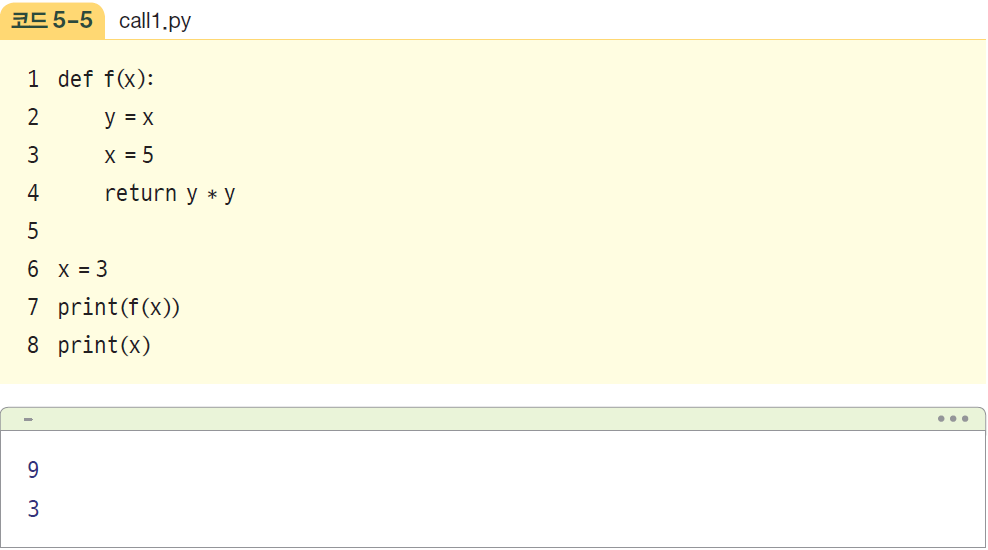 코드 5-5 call1.py
1 def f(x):
2     y = x
3     x = 5
4     return y * y
5
6 x = 3
7 print(f(x))
8 print(x)
9
3